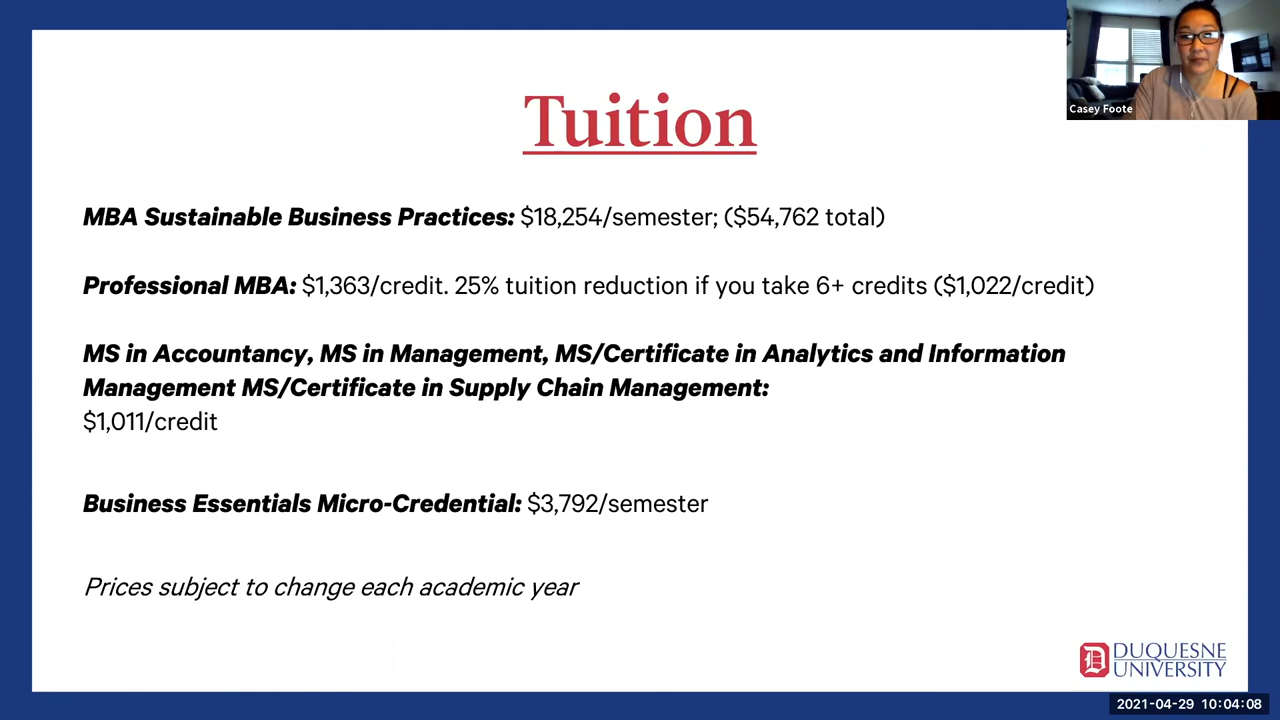 Casey Foote
Tuition
MBA Sustainable Business Practices: $18,254/semester; ($54,762 total)
Professional MBA: $1,363/credit. 25% tuition reduction if you take 6+ credits ($1,022/credit)
MS in Accountancy, MS in Management, MS/Certificate in Analytics and Information
Management MS/Certificate in Supply Chain Management:
$1,011/credit
Business Essentials Micro-Credential: $3,792/semester
Prices subject to change each academic year
D
DUQUESNE
UNIVERSITY
2021-04-29 10:04:08